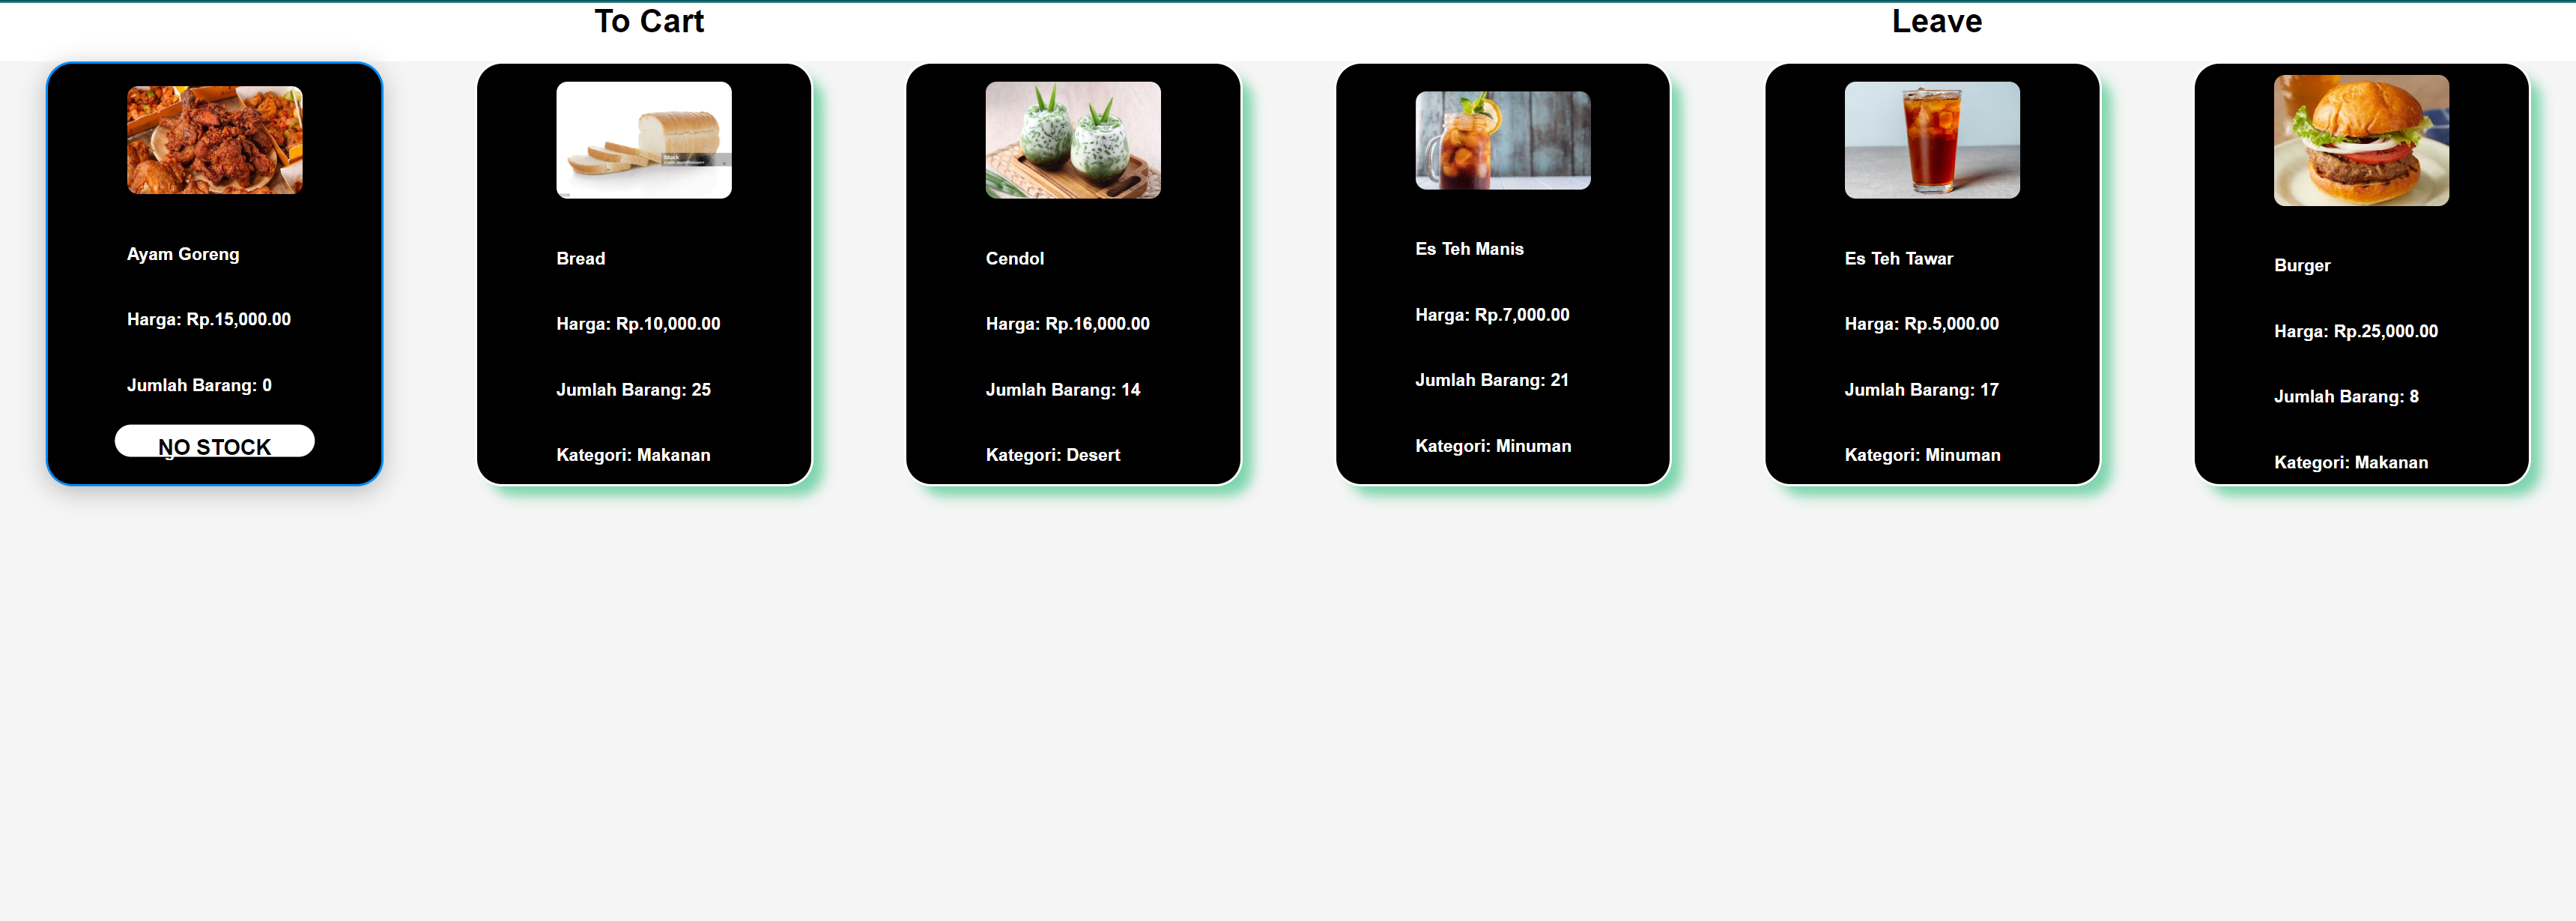 To Cart
Leave
Ayam Goreng
Harga: Rp.15,000.00
Jumlah Barang: 0
NO STOCK
Bread
Harga: Rp.10,000.00
Jumlah Barang: 25
Kategori: Makanan
Cendol
Harga: Rp.16,000.00
Jumlah Barang: 14
Kategori: Desert
Es Teh Manis
Harga: Rp.7,000.00
Jumlah Barang: 21
Kategori: Minuman
Es Teh Tawar
Harga: Rp.5,000.00
Jumlah Barang: 17
Kategori: Minuman
Burger
Harga: Rp.25,000.00
Jumlah Barang: 8
Kategori: Makanan